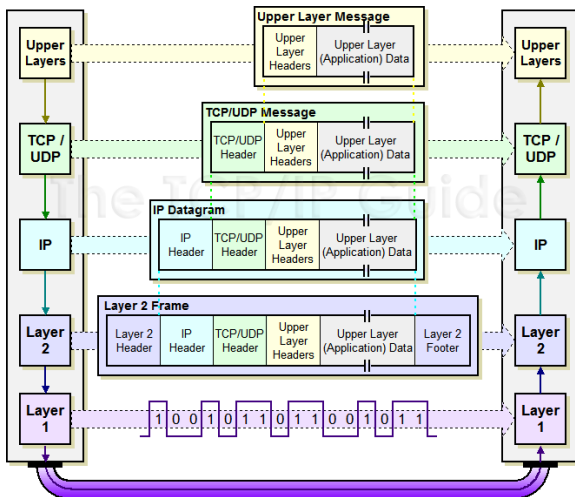 Upper Layer Message
Upper
Layers
Upper
Layer
Headers
Upper Layer
(Application) Data
Upper
Layers
TCP/UDP Message
TCP /
UDP
TCP/UDP
Header
Upper
Layer
Headers
Upper Layer
(Application) Data
TCP /
UDP
The TCP/IP Guide
IP Datagram
IP
IP
Header
TCP/UDP
Header
Upper
Layer
Headers
Upper Layer
(Application) Data
IP
Layer 2 Frame
Layer
2
Layer 2
Header
IP
Header
TCP/UDP
Header
Upper
Layer
Headers
Upper Layer
(Application) Data
Layer 2
Footer
Layer
2
Layer
1
1 0 0 1 0 1 1 0 1 1 0 0 1 0 1 1
Layer
1